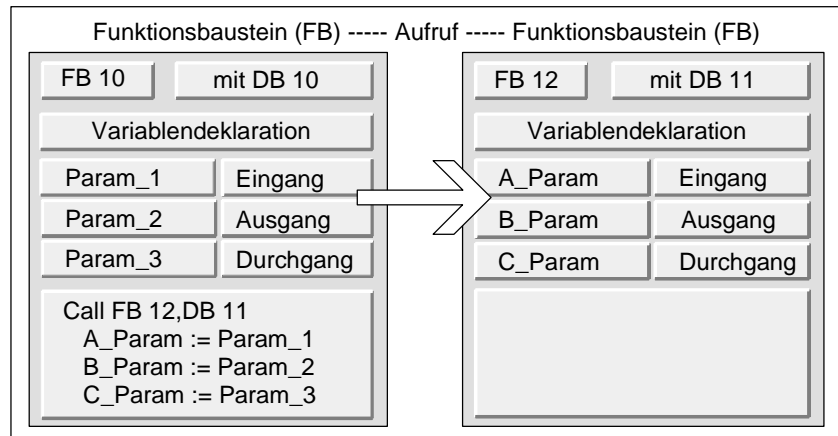 Funktionsbaustein (FB) ----- Aufruf ----- Funktionsbaustein (FB)
FB 10
mit DB 10
Variablendeklaration
Param_1
Eingang
Param_2
Ausgang
Param_3
Durchgang
Call FB 12,DB 11
A_Param := Param_1
B_Param := Param_2
C_Param := Param_3
FB 12
mit DB 11
Variablendeklaration
A_Param
Eingang
B_Param
Ausgang
C_Param
Durchgang